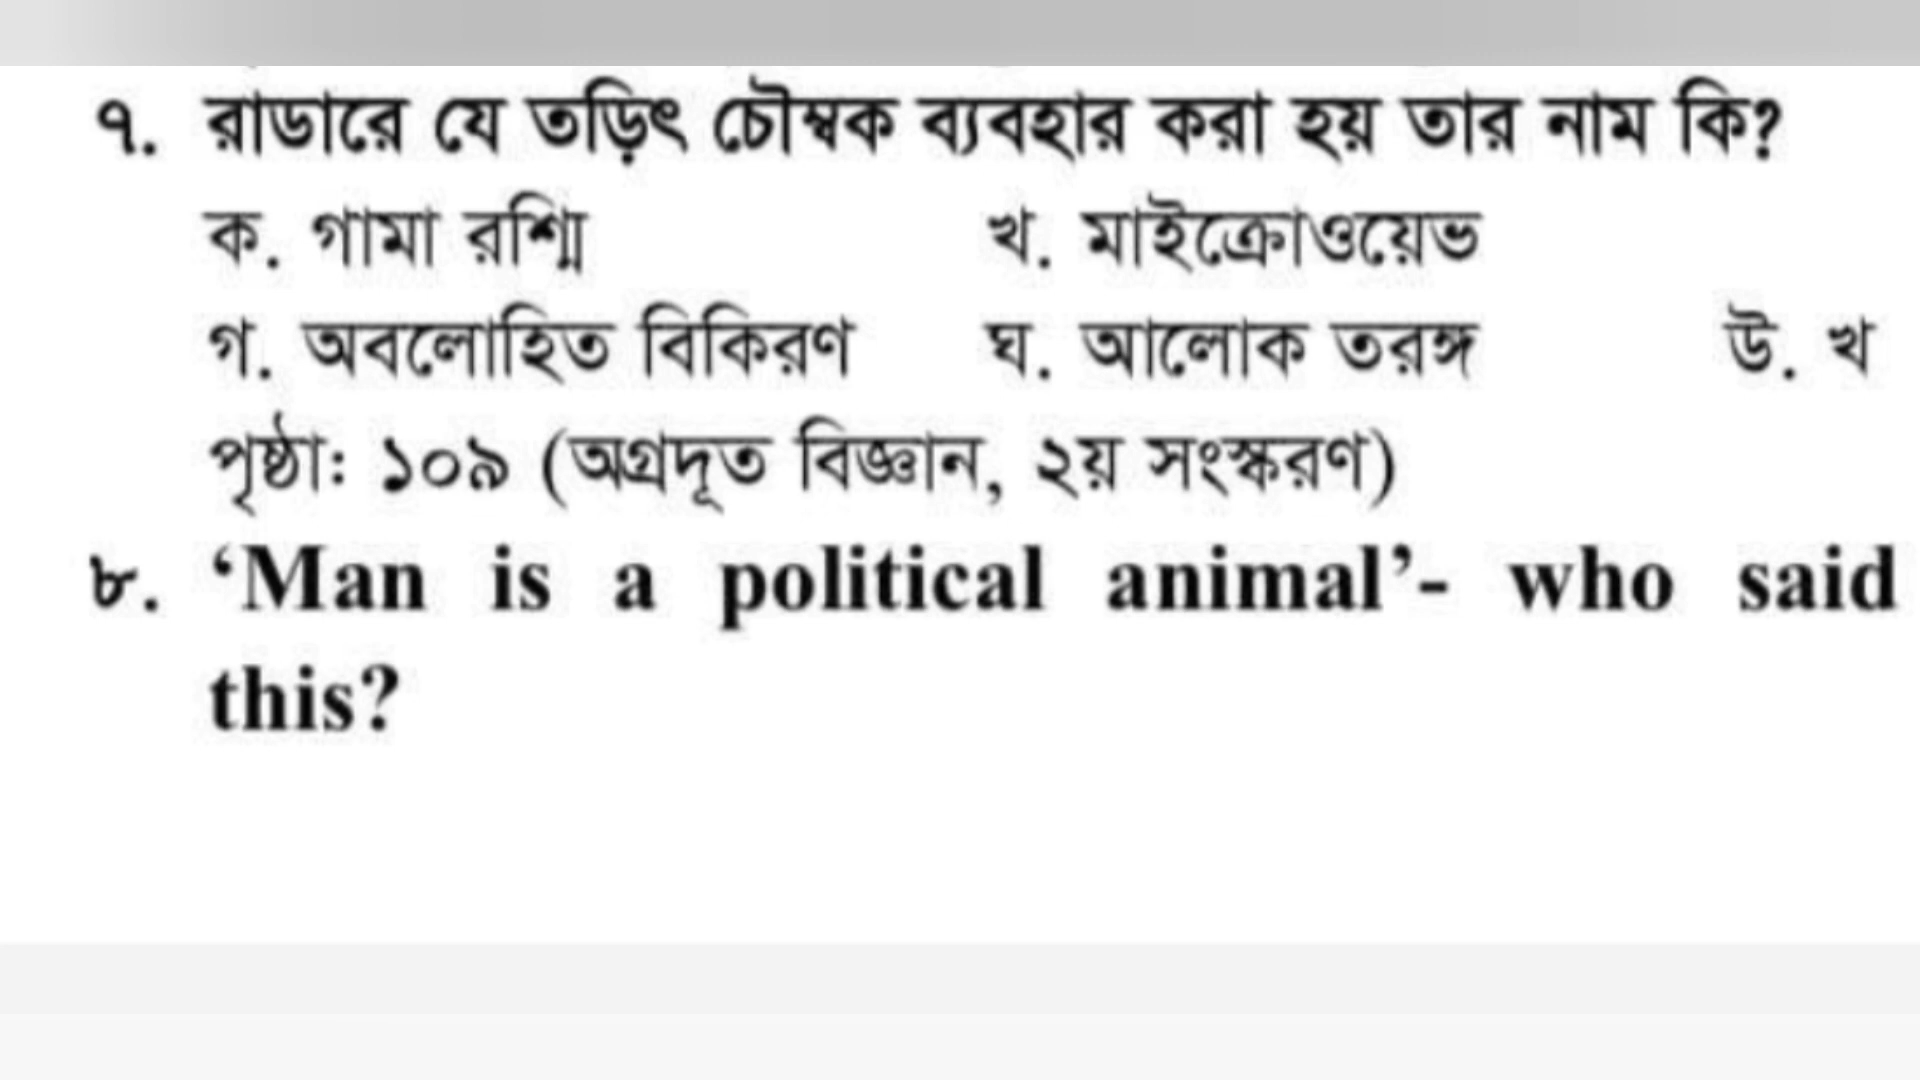 ৭. রাডারে যে তড়িৎ চৌম্বক ব্যবহার করা হয় তার নাম কি?
ক. গামা রশ্মি খ. মাইক্রোওয়েভ
গ. অবলোহিত বিকিরণ ঘ. আলোক তরঙ্গ উ. খ
পৃষ্ঠা: ১০৯ (অগ্রদূত বিজ্ঞান, ২য় সংস্করণ)
৮. ‘Man is a political animal’- who said
this?